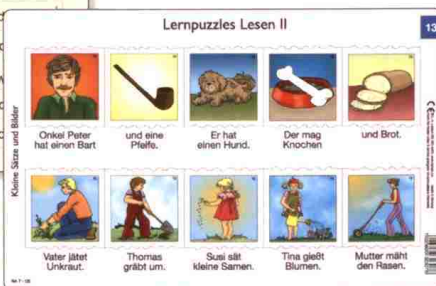 Lernpuzzles Lesen II
13
Kleine Sätze und Bilder
Onkel Peter
hat einen Bart
und eine
Pfeife.
Er hat
einen Hund.
Der mag
Knochen
und Brot.
Vater jätet
Unkraut.
Thomas
gräbt um.
Susi sät
kleine Samen.
Tina gießt
Blumen.
Mutter mäht
den Rasen.